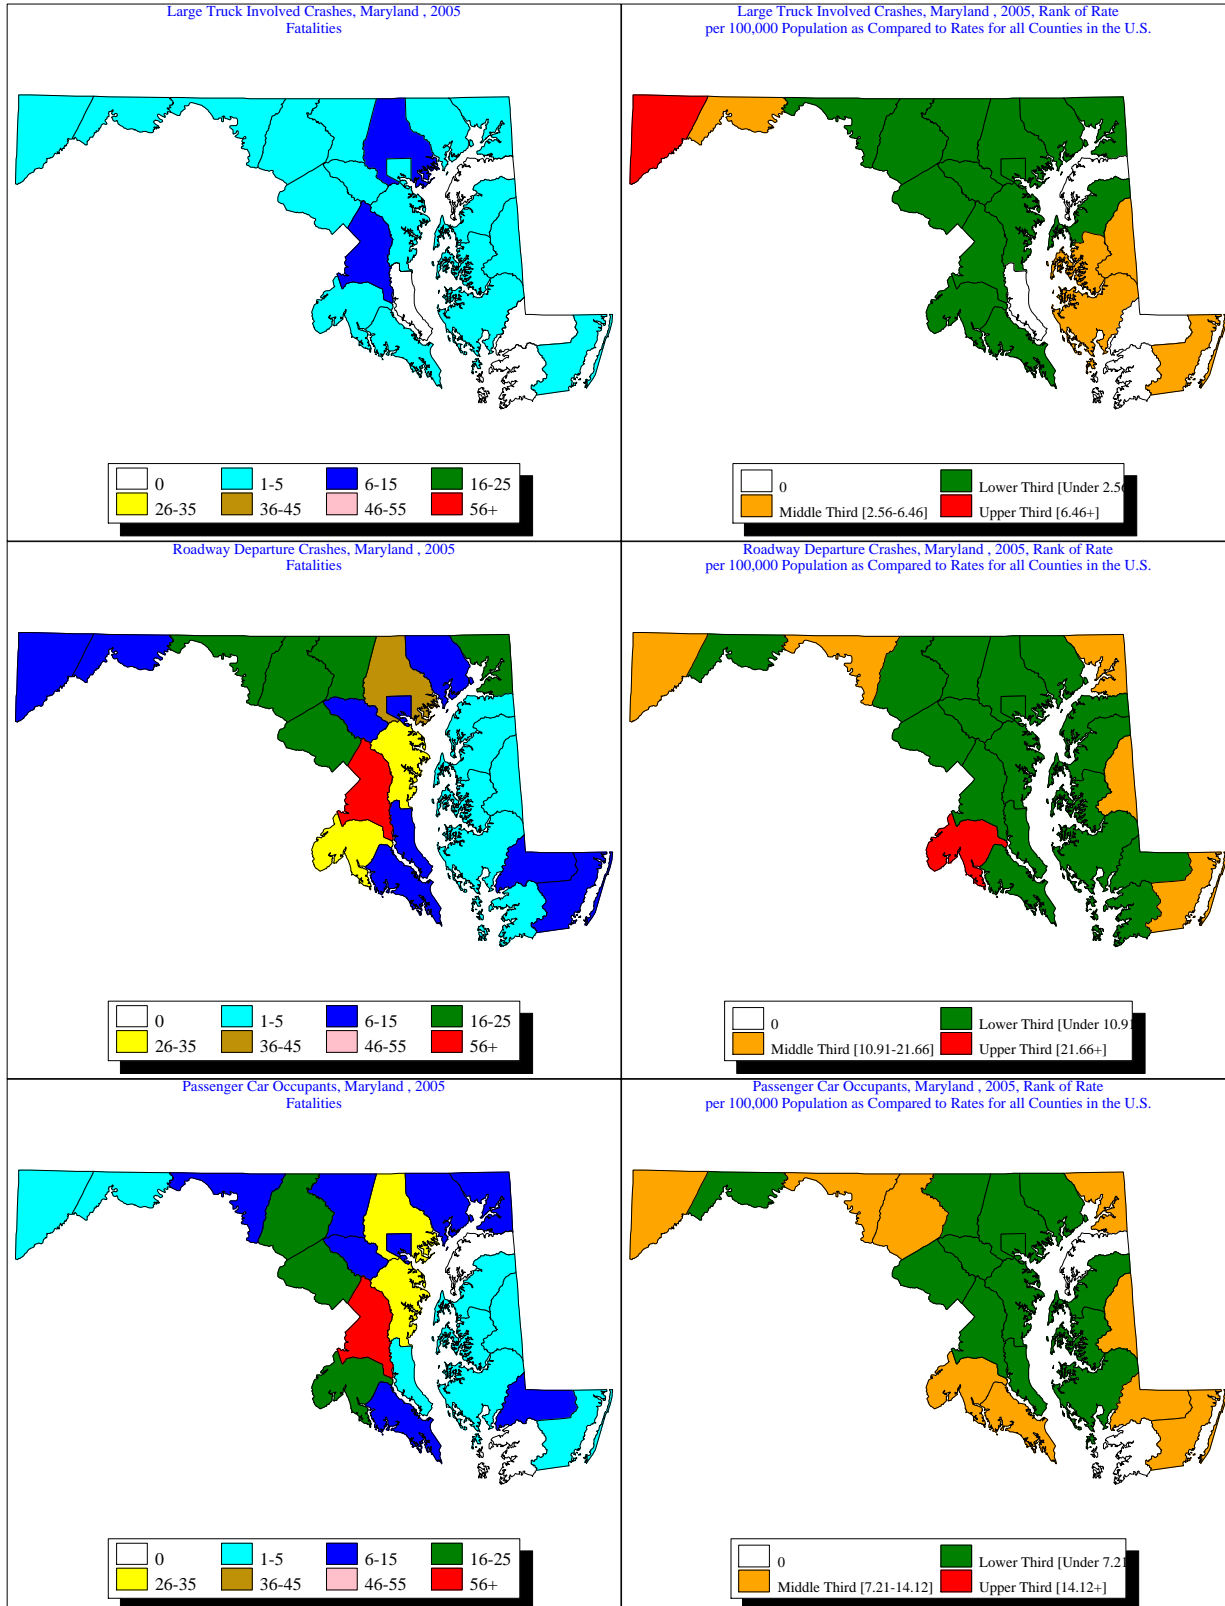 Large Truck Involved Crashes, Maryland , 2005
Fatalities
0
1-5
6-15
16-25
26-35
36-45
46-55
56+
Large Truck Involved Crashes, Maryland , 2005, Rank of Rate
per 100,000 Population as Compared to Rates for all Counties in the U.S.
0
Lower Third [Under 2.56
Middle Third [2.56-6.46]
Upper Third [6.46+]
Roadway Departure Crashes, Maryland , 2005
Fatalities
0
1-5
6-15
16-25
26-35
36-45
46-55
56+
Roadway Departure Crashes, Maryland , 2005, Rank of Rate
per 100,000 Population as Compared to Rates for all Counties in the U.S.
0
Lower Third [Under 10.91
Middle Third [10.91-21.66]
Upper Third [21.66+]
Passenger Car Occupants, Maryland , 2005
Fatalities
0
1-5
6-15
16-25
26-35
36-45
46-55
56+
Passenger Car Occupants, Maryland , 2005, Rank of Rate
per 100,000 Population as Compared to Rates for all Counties in the U.S.
0
Lower Third [Under 7.21
Middle Third [7.21-14.12]
Upper Third [14.12+]